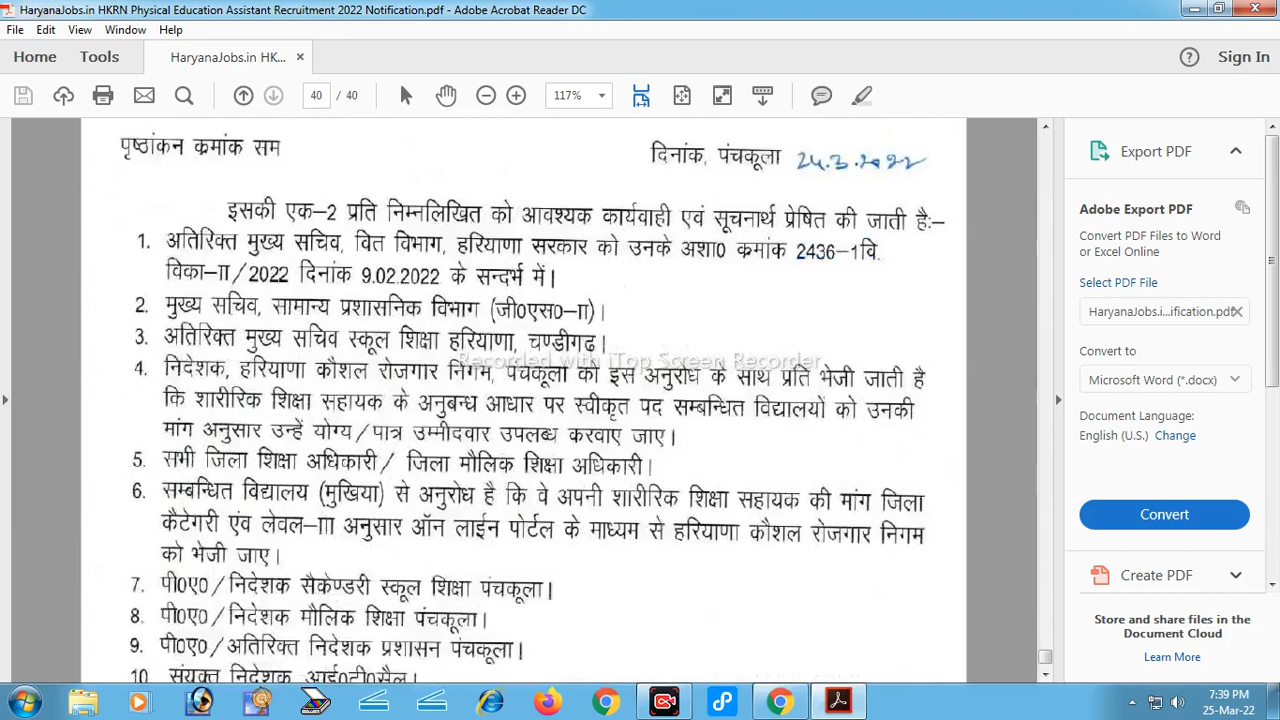 HaryanaJobs.in HKRN Physical Education Assistant Recruitment 2022 Notification.pdf - Adobe Acrobat Reader DC
File Edit View Window Help
Home Tools HaryanaJobs.in HK... × Sign In
40 / 40 117%
पृष्ठांकन क्रमांक सम
दिनांक, पंचकूला 24.3.2022
इसकी एक-2 प्रति निम्नलिखित को आवश्यक कार्यवाही एवं सूचनार्थ प्रेषित की जाती है:-
1. अतिरिक्त मुख्य सचिव, वित विभाग, हरियाणा सरकार को उनके अशा0 क्रमांक 2436-1वि.
विका-II/2022 दिनांक 9.02.2022 के सन्दर्भ में।
2. मुख्य सचिव, सामान्य प्रशासनिक विभाग (जी0एस0-II)।
3. अतिरिक्त मुख्य सचिव स्कूल शिक्षा हरियाणा, चण्डीगढ।
Recorded with iTop Screen Recorder
4. निदेशक, हरियाणा कौशल रोजगार निगम, पंचकूला को इस अनुरोध के साथ प्रति भेजी जाती है
कि शारीरिक शिक्षा सहायक के अनुबन्ध आधार पर स्वीकृत पद सम्बन्धित विद्यालयों को उनकी
मांग अनुसार उन्हें योग्य/पात्र उम्मीदवार उपलब्ध करवाए जाए।
5. सभी जिला शिक्षा अधिकारी/ जिला मौलिक शिक्षा अधिकारी।
6. सम्बन्धित विद्यालय (मुखिया) से अनुरोध है कि वे अपनी शारीरिक शिक्षा सहायक की मांग जिला
कैटेगरी एंव लेवल-III अनुसार ऑन लाईन पोर्टल के माध्यम से हरियाणा कौशल रोजगार निगम
को भेजी जाए।
7. पी0ए0/निदेशक सैकेण्डरी स्कूल शिक्षा पंचकूला।
8. पी0ए0/निदेशक मौलिक शिक्षा पंचकूला।
9. पी0ए0/अतिरिक्त निदेशक प्रशासन पंचकूला।
10 संयुक्त निदेशक आई0टी0सैल।
Export PDF
Adobe Export PDF
Convert PDF Files to Word
or Excel Online
Select PDF File
HaryanaJobs.i...ification.pdf ×
Convert to
Microsoft Word (*.docx)
Document Language:
English (U.S.) Change
Convert
Create PDF
Store and share files in the
Document Cloud
Learn More
7:39 PM
25-Mar-22